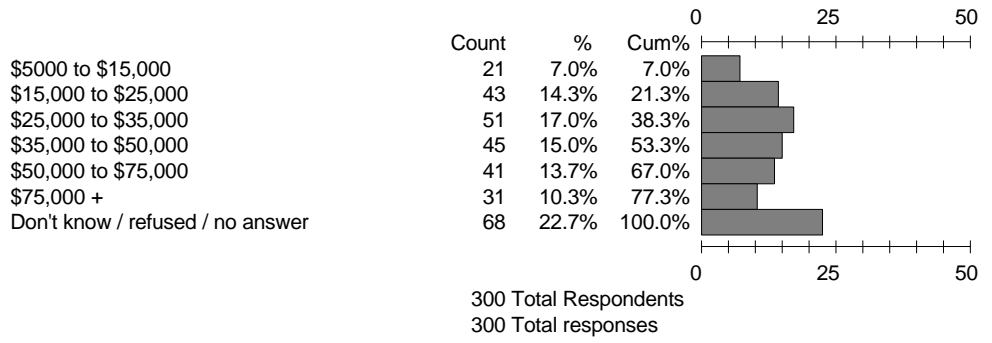 0 25 50
Count % Cum%
$5000 to $15,000 21 7.0% 7.0%
$15,000 to $25,000 43 14.3% 21.3%
$25,000 to $35,000 51 17.0% 38.3%
$35,000 to $50,000 45 15.0% 53.3%
$50,000 to $75,000 41 13.7% 67.0%
$75,000 + 31 10.3% 77.3%
Don't know / refused / no answer 68 22.7% 100.0%
0 25 50
300 Total Respondents
300 Total responses